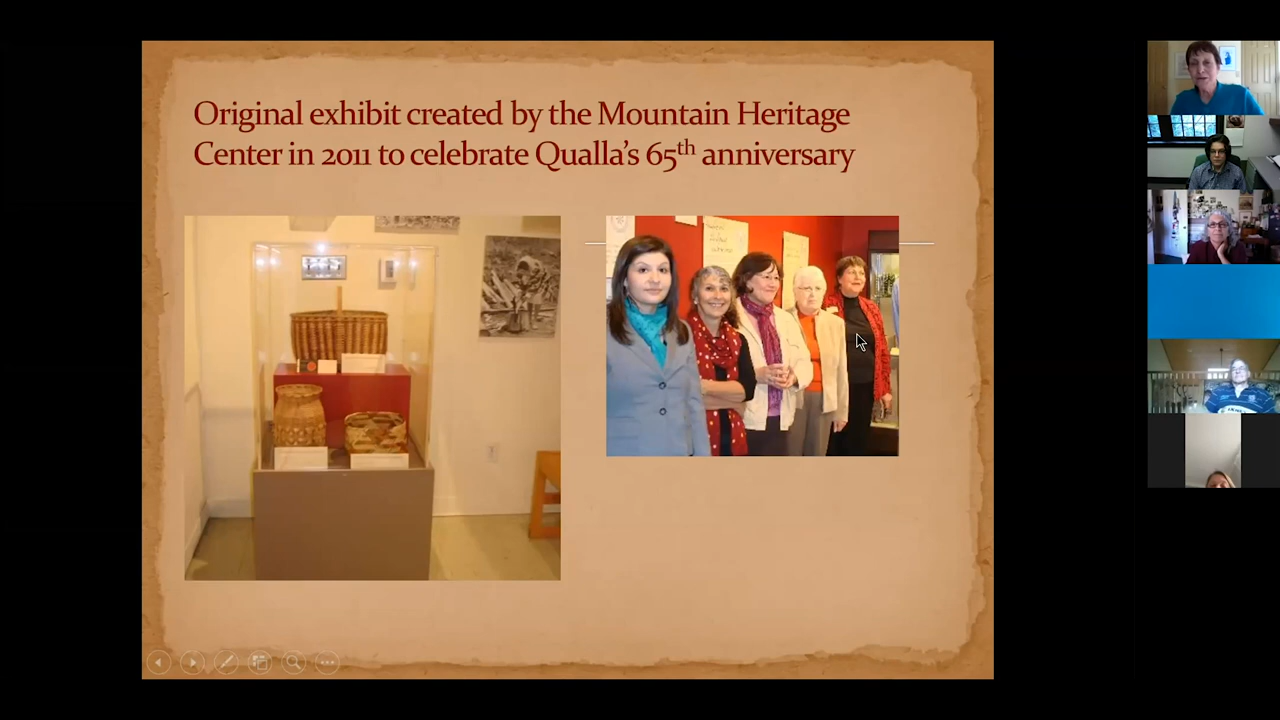 Original exhibit created by the Mountain Heritage
Center in 2011 to celebrate Qualla's 65th anniversary